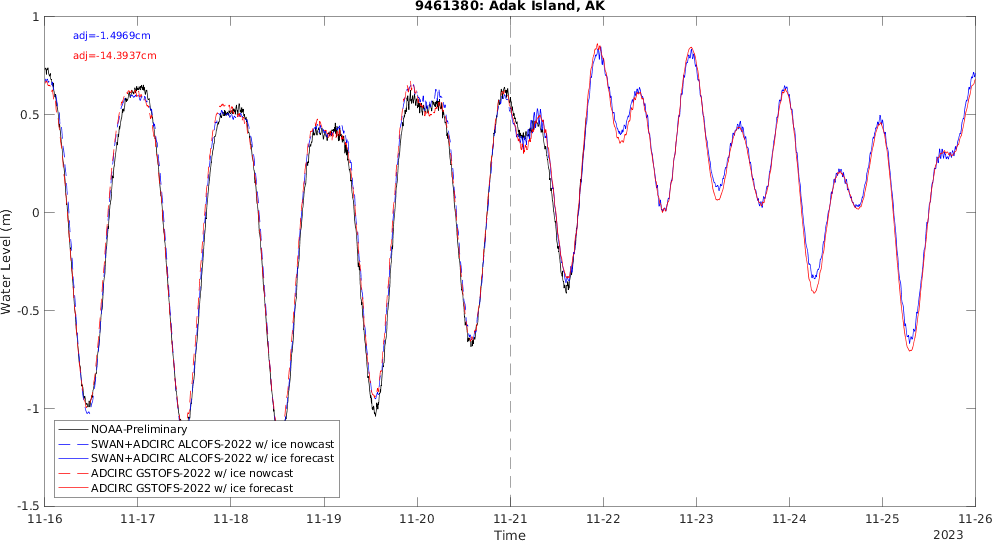 9461380: Adak Island, AK
adj=-1.4969cm
adj=-14.3937cm
Water Level (m)
1
0.5
0
-0.5
-1
-1.5
NOAA-Preliminary
SWAN+ADCIRC ALCOFS-2022 w/ ice nowcast
SWAN+ADCIRC ALCOFS-2022 w/ ice forecast
ADCIRC GSTOFS-2022 w/ ice nowcast
ADCIRC GSTOFS-2022 w/ ice forecast
11-16 11-17 11-18 11-19 11-20 11-21 11-22 11-23 11-24 11-25 11-26
Time
2023